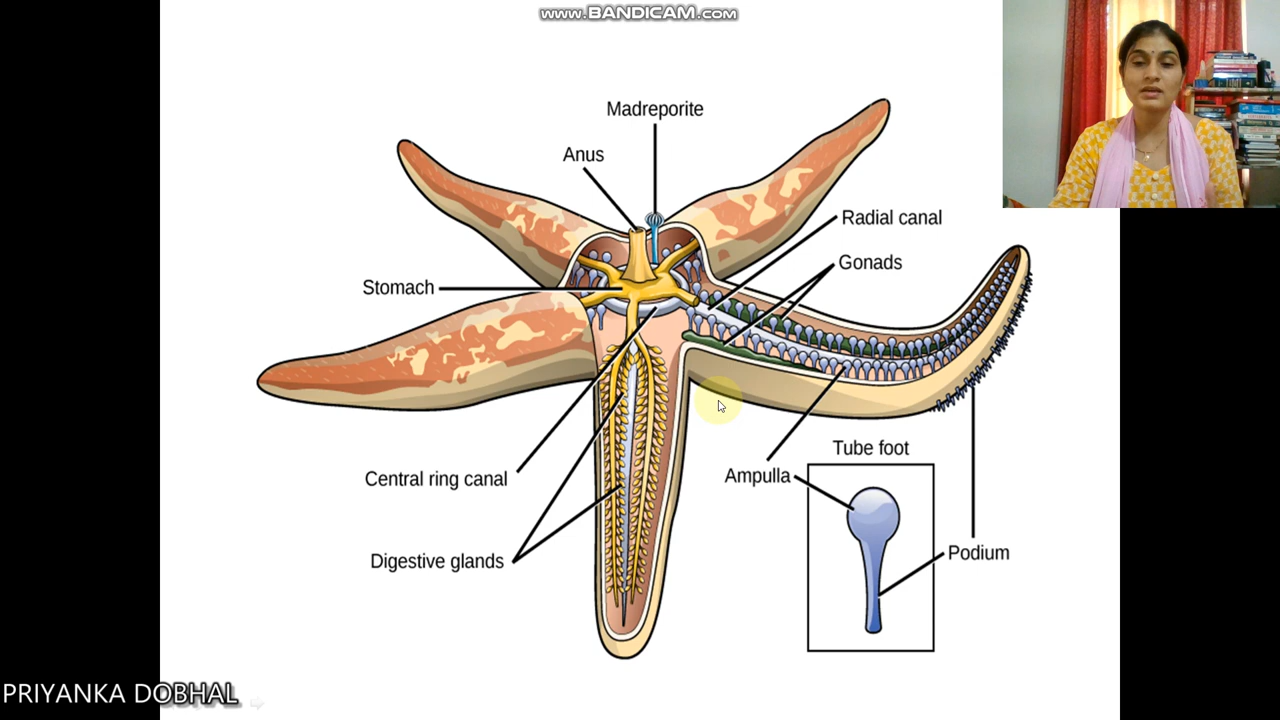 www.BANDICAM.com
Madreporite
Anus
Radial canal
Gonads
Stomach
Tube foot
Ampulla
Central ring canal
Podium
Digestive glands
PRIYANKA DOBHAL